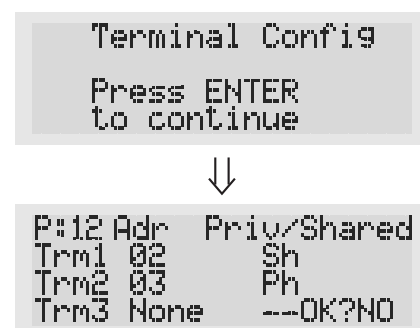 Terminal Config
Press ENTER
to continue
P:12 Adr Priv/Shared
Trm1 02 Sh
Trm2 03 Ph
Trm3 None --OK?NO